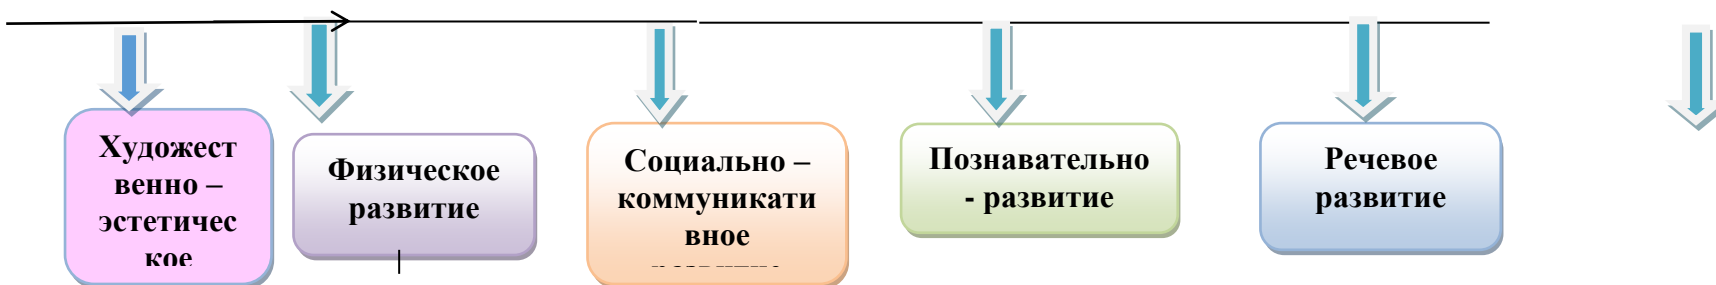 Художест
венно –
эстетичес
кое
Физическое
развитие
Социально –
коммуникати
вное
Познавательно
- развитие
Речевое
развитие